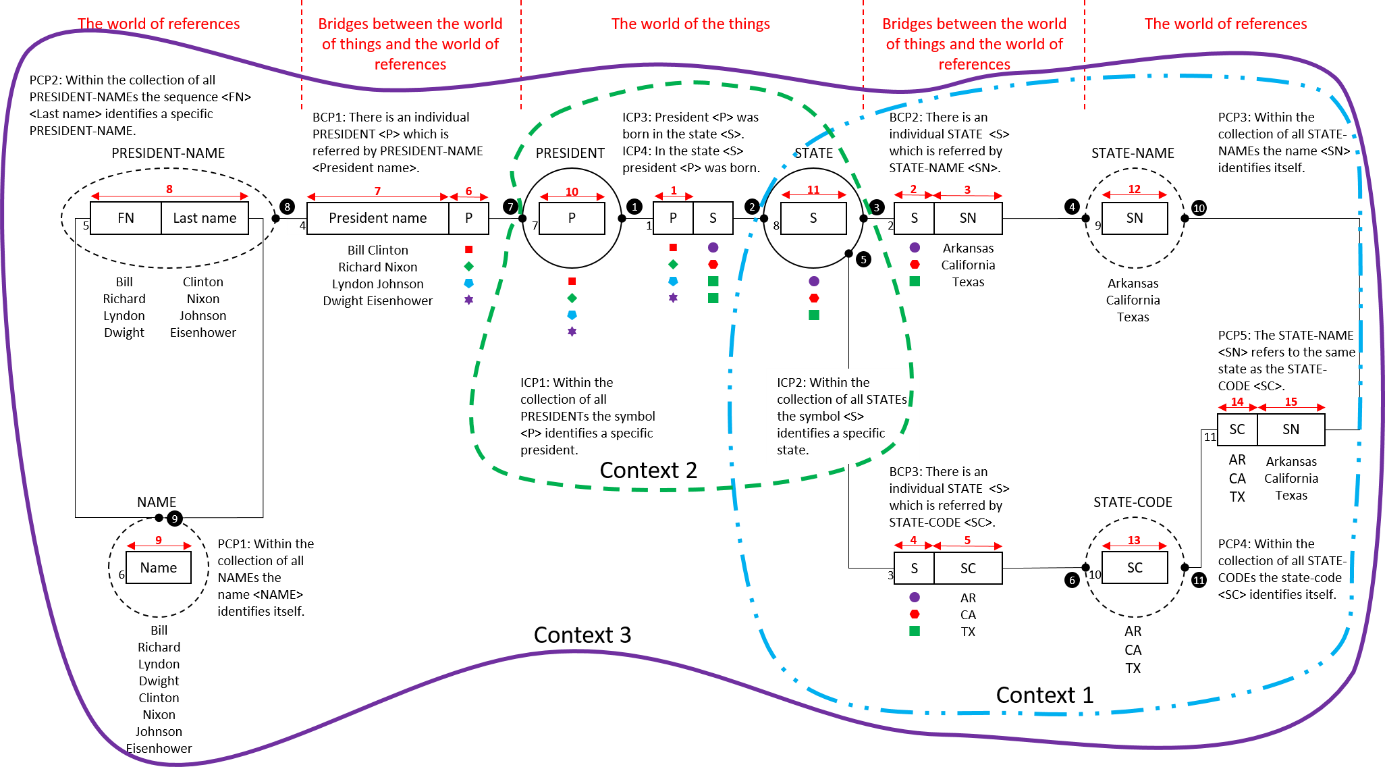 The world of references
Bridges between the world
of things and the world of
references
The world of the things
Bridges between the world
of things and the world of
references
The world of references
PCP2: Within the collection of all
PRESIDENT-NAMEs the sequence <FN>
<Last name> identifies a specific
PRESIDENT-NAME.
PRESIDENT-NAME
8
FN
Last name
5
8
Bill
Richard
Lyndon
Dwight
Clinton
Nixon
Johnson
Eisenhower
BCP1: There is an individual
PRESIDENT <P> which is
referred by PRESIDENT-NAME
<President name>.
7
6
President name
P
4
7
Bill Clinton
Richard Nixon
Lyndon Johnson
Dwight Eisenhower
PRESIDENT
10
P
7
1
ICP3: President <P> was
born in the state <S>.
ICP4: In the state <S>
president <P> was born.
1
P
S
1
2
STATE
11
S
8
3
5
BCP2: There is an
individual STATE <S>
which is referred by
STATE-NAME <SN>.
2
3
S
SN
2
4
Arkansas
California
Texas
STATE-NAME
12
SN
9
10
Arkansas
California
Texas
PCP3: Within the
collection of all STATE-
NAMEs the name <SN>
identifies itself.
PCP5: The STATE-NAME
<SN> refers to the same
state as the STATE-
CODE <SC>.
14
15
SC
SN
11
AR
CA
TX
Arkansas
California
Texas
ICP1: Within the
collection of all
PRESIDENTs the symbol
<P> identifies a specific
president.
ICP2: Within the
collection of all STATEs
the symbol <S>
identifies a specific
state.
Context 2
BCP3: There is an
individual STATE <S>
which is referred by
STATE-CODE <SC>.
4
5
S
SC
3
6
AR
CA
TX
STATE-CODE
13
SC
10
11
AR
CA
TX
PCP4: Within the
collection of all STATE-
CODEs the state-code
<SC> identifies itself.
NAME
9
9
Name
6
PCP1: Within the
collection of all
NAMEs the
name <NAME>
identifies itself.
Bill
Richard
Lyndon
Dwight
Clinton
Nixon
Johnson
Eisenhower
Context 3
Context 1